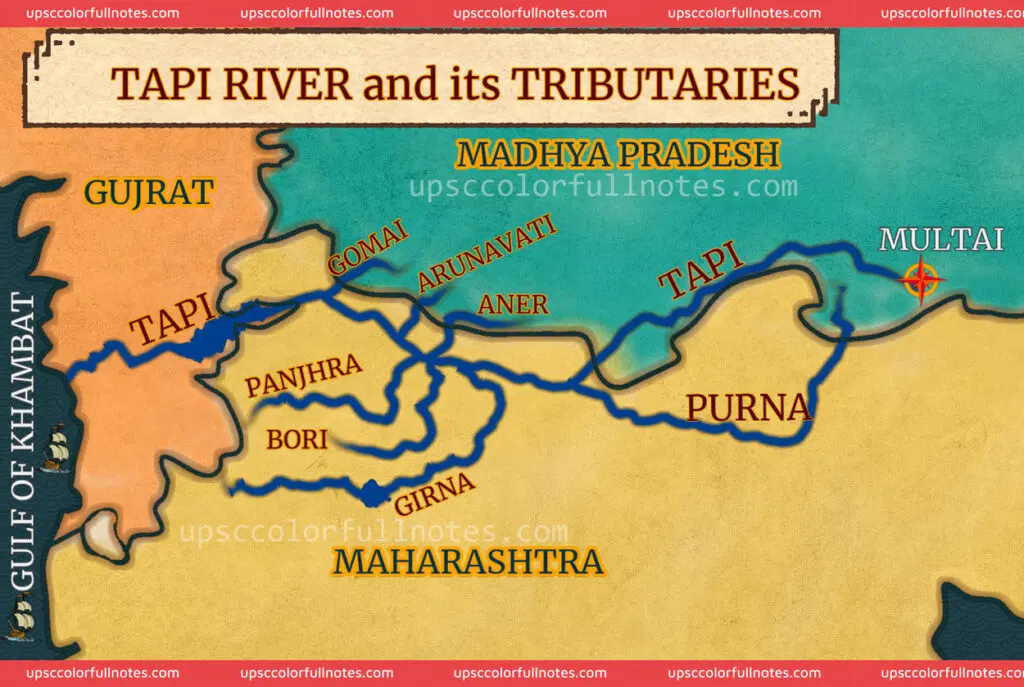 upsccolorfullnotes.com upsccolorfullnotes.com upsccolorfullnotes.com upsccolorfullnotes.com upsccolorfullnotes.com
TAPI RIVER and its TRIBUTARIES
MADHYA PRADESH
upsccolorfullnotes.com
GUJRAT
GOMAI
ARUNAVATI
TAPI
MULTAI
TAPI
ANER
PANJHRA
PURNA
BORI
GIRNA
GULF OF KHAMBAT
upsccolorfullnotes.com
MAHARASHTRA
upsccolorfullnotes.com upsccolorfullnotes.com upsccolorfullnotes.com upsccolorfullnotes.com upsccolorfullnotes.com